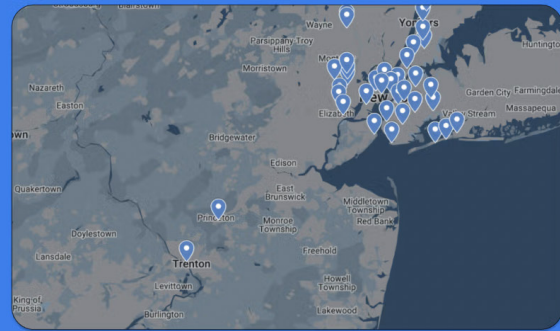 Wayne
Yonkers
Parsippany-Troy
Hills
Huntington
Morristown
Nazareth
Garden City
Farmingdale
Easton
Massapequa
Elizabeth
Valley Stream
Bridgewater
Edison
Quakertown
East
Brunswick
Middletown
Township
Princeton
Red Bank
Monroe
Township
Doylestown
Freehold
Lansdale
Trenton
Levittown
Howell
Township
King of
Prussia
Burlington
Lakewood